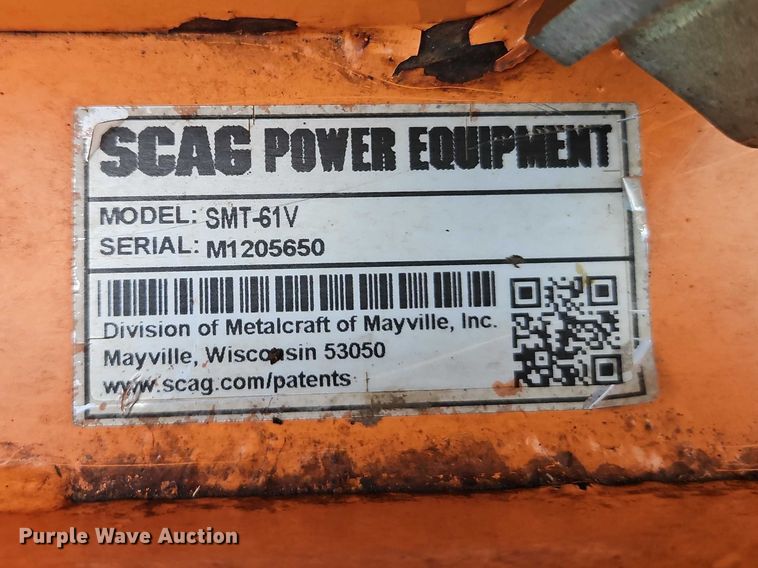 SCAG POWER EQUIPMENT
MODEL: SMT-61V
SERIAL: M1205650
Division of Metalcraft of Mayville, Inc.
Mayville, Wisconsin 53050
www.scag.com/patents
Purple Wave Auction